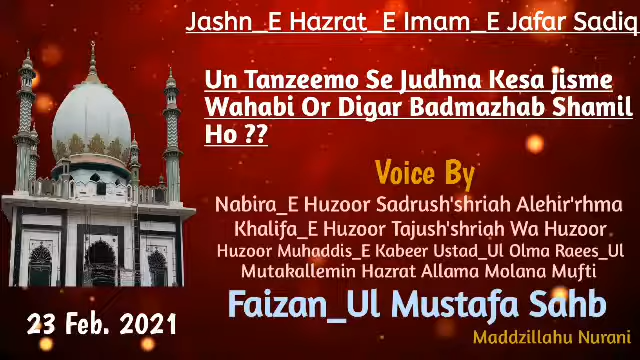 Jashn_E Hazrat_E Imam_E Jafar Sadiq
Un Tanzeemo Se Judhna Kesa jisme
Wahabi Or Digar Badmazhab Shamil
Ho ??
Voice By
Nabira_E Huzoor Sadrush'shriah Alehir'rhma
Khalifa_E Huzoor Tajush'shriah Wa Huzoor
Huzoor Muhaddis_E Kabeer Ustad_Ul Olma Raees_Ul
Mutakallemin Hazrat Allama Molana Mufti
Faizan_Ul Mustafa Sahb
Maddzillahu Nurani
23 Feb. 2021